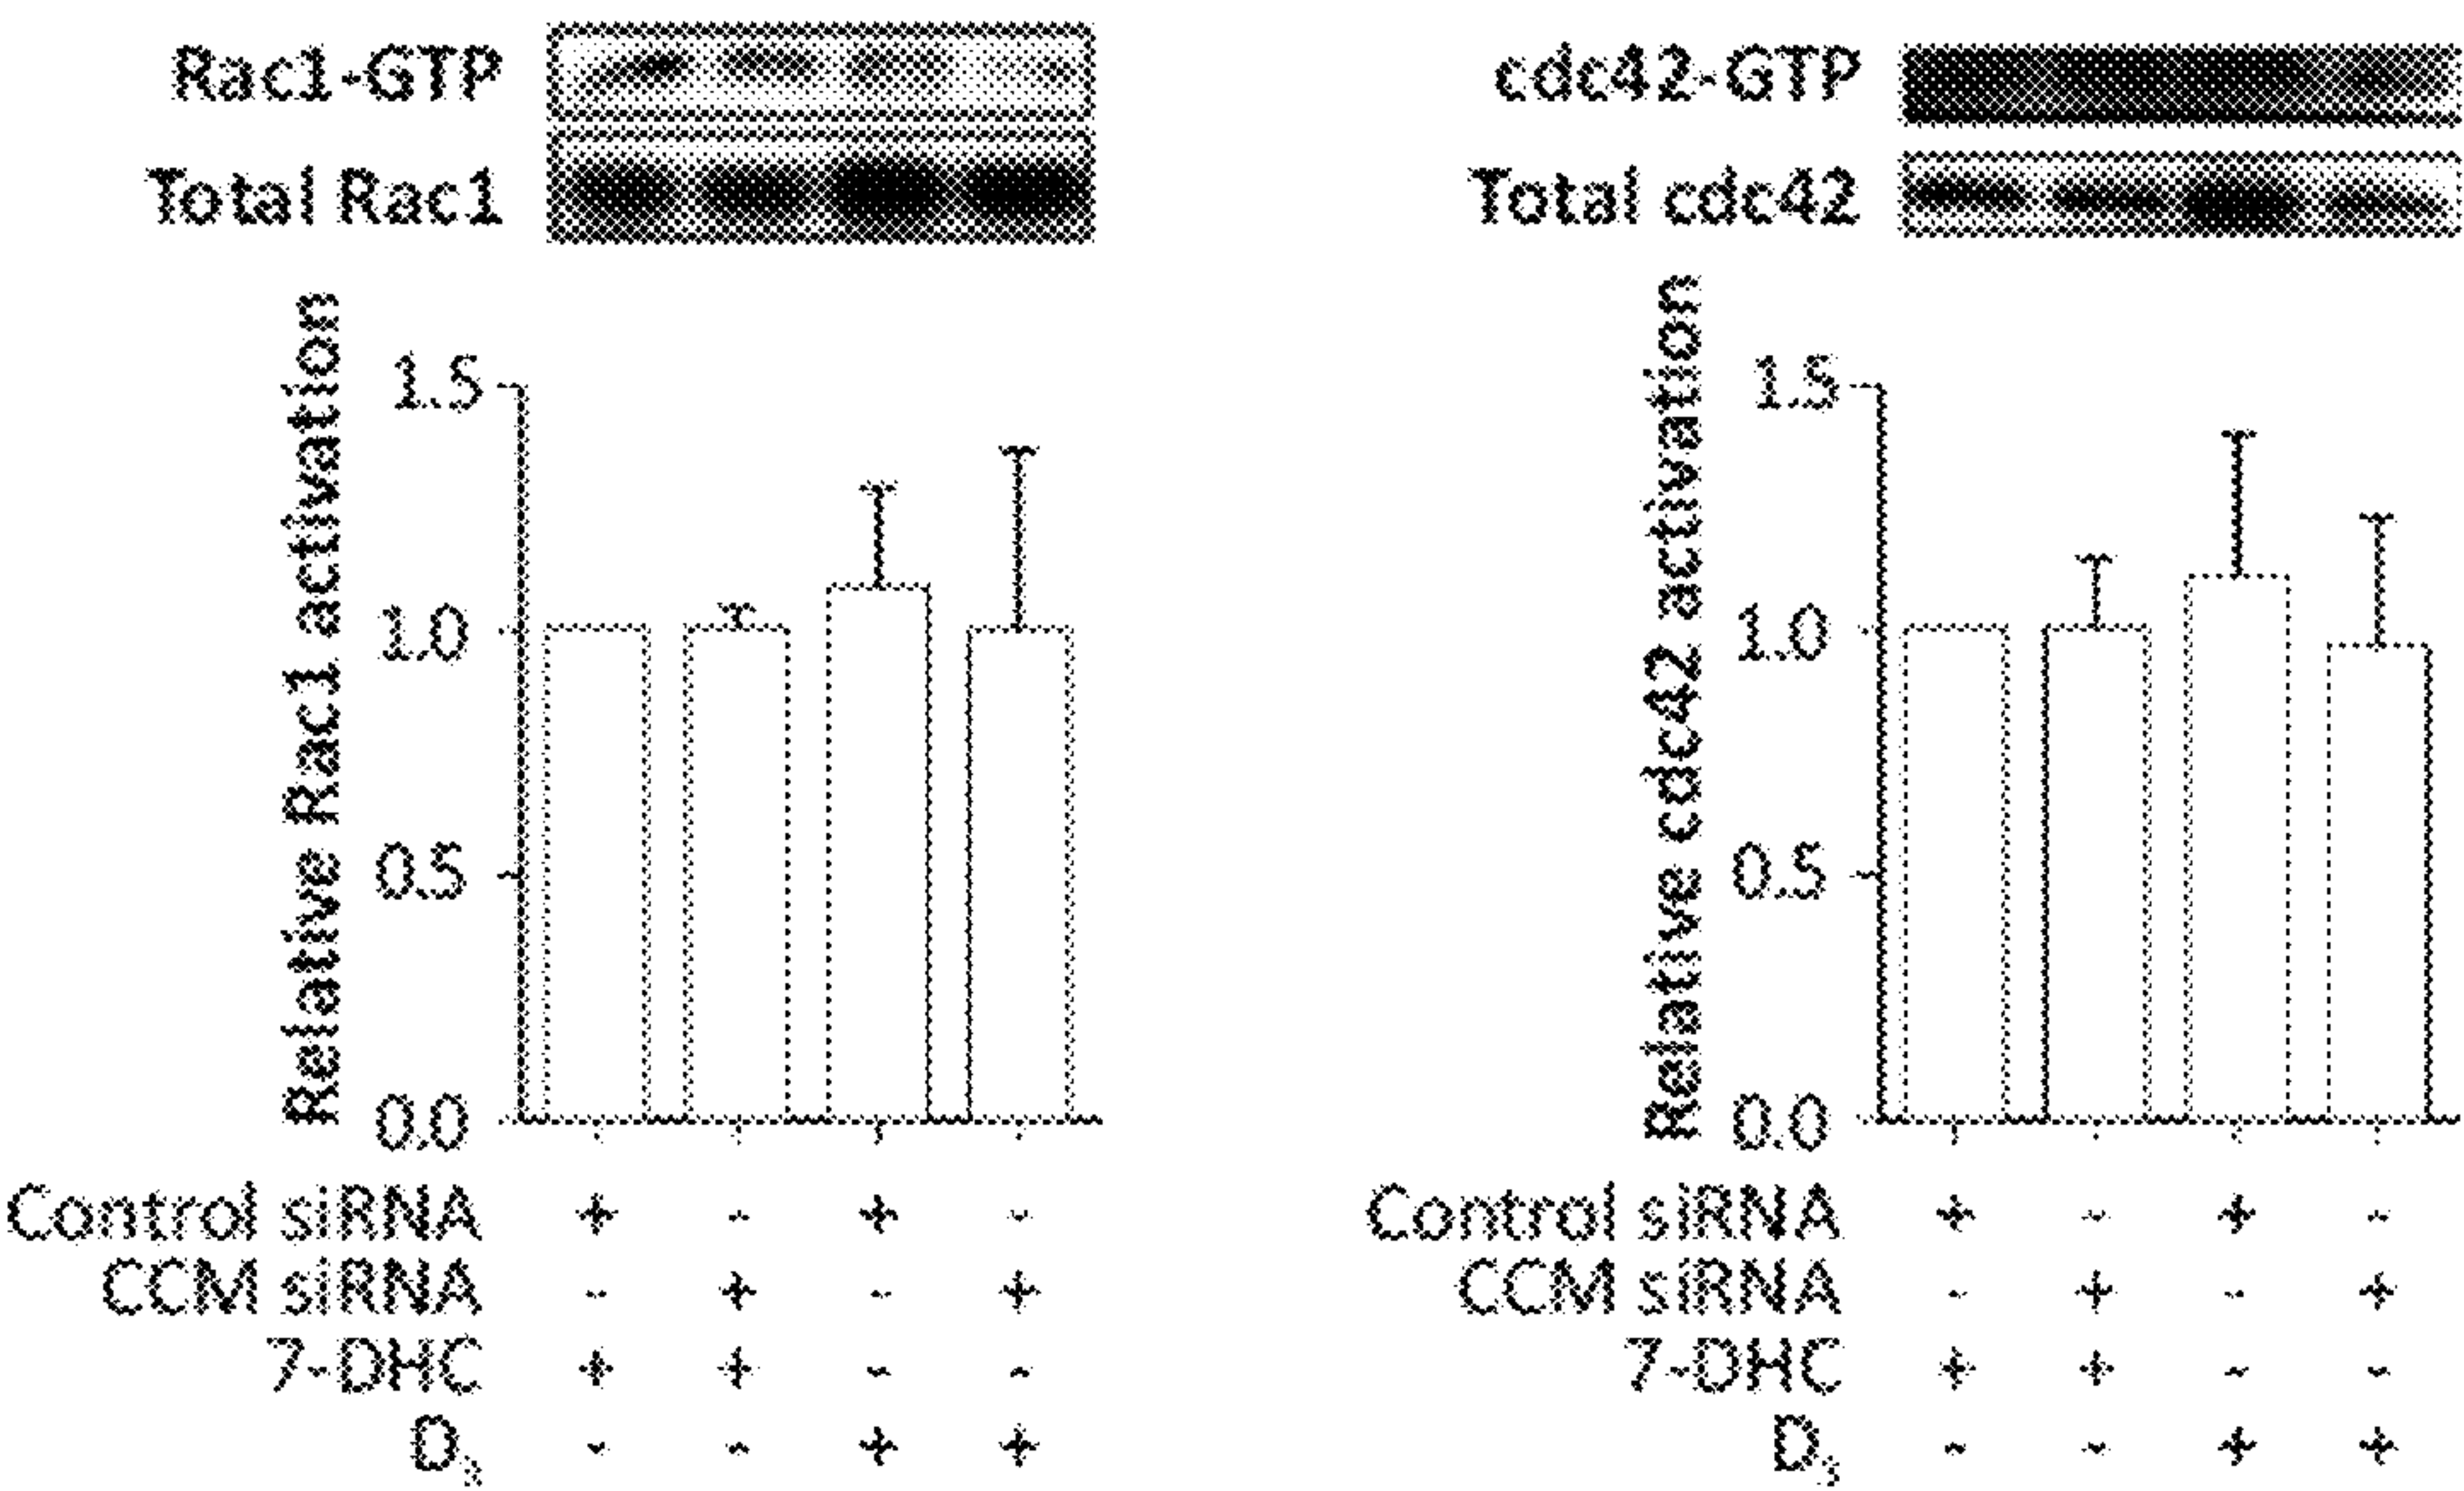 Rac1-GTP
Total Rac1
Relative Rac1 activation
1.5
1.0
0.5
0.0
Control siRNA + - + -
CCM siRNA - + - +
7-DHC + + - -
D3 - - + +
cdc42-GTP
Total cdc42
Relative cdc42 activation
1.5
1.0
0.5
0.0
Control siRNA + - + -
CCM siRNA - + - +
7-DHC + + - -
D3 - - + +